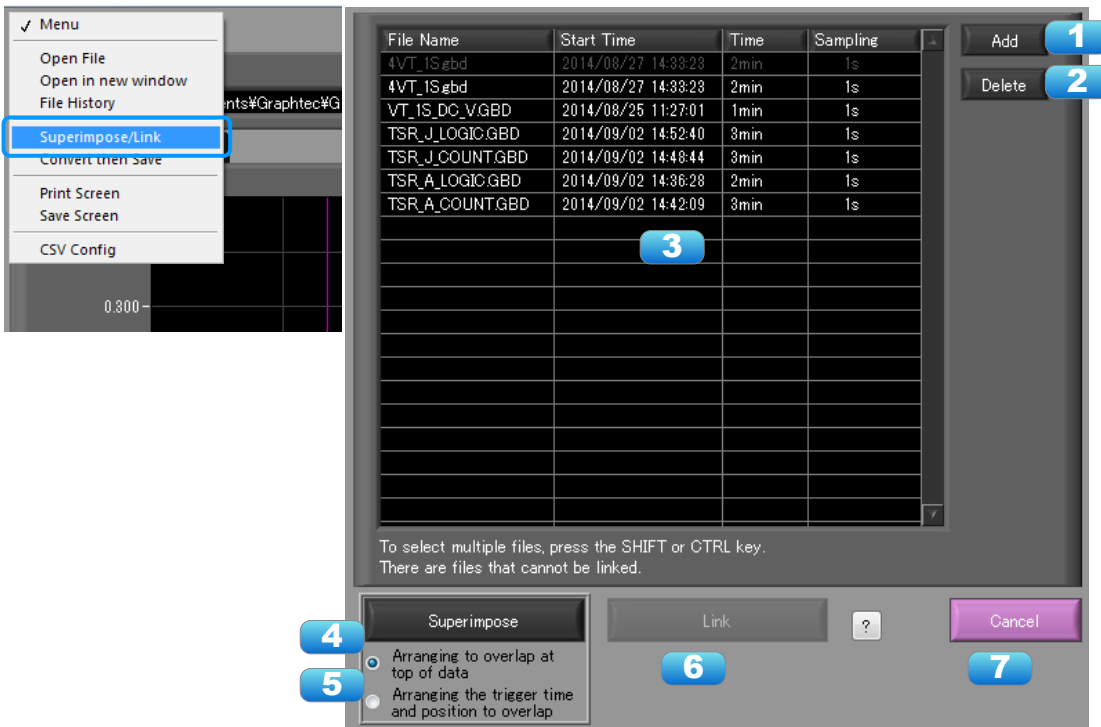 ✓ Menu
Open File
Open in new window
File History
ents¥Graphtec¥G
Superimpose/Link
Convert then Save
Print Screen
Save Screen
CSV Config
0.300
File Name Start Time Time Sampling
4VT_1S.gbd 2014/08/27 14:33:23 2min 1s
4VT_1S.gbd 2014/08/27 14:33:23 2min 1s
VT_1S_DC_V.GBD 2014/08/25 11:27:01 1min 1s
TSR_J_LOGIC.GBD 2014/09/02 14:52:40 3min 1s
TSR_J_COUNT.GBD 2014/09/02 14:48:44 3min 1s
TSR_A_LOGIC.GBD 2014/09/02 14:36:28 2min 1s
TSR_A_COUNT.GBD 2014/09/02 14:42:09 3min 1s
Add 1
Delete 2
3
To select multiple files, press the SHIFT or CTRL key.
There are files that cannot be linked.
Superimpose
4
Arranging to overlap at
top of data
5
Arranging the trigger time
and position to overlap
Link
6
?
Cancel
7